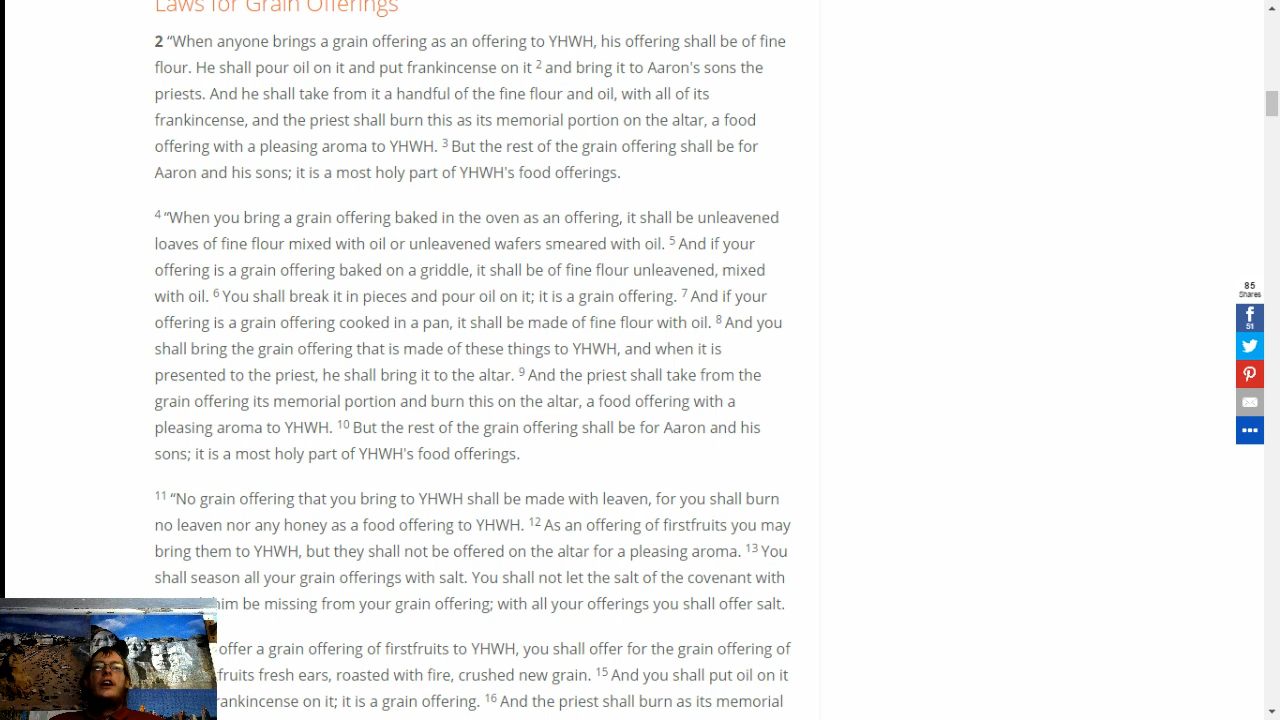 Laws for Grain Offerings
2 “When anyone brings a grain offering as an offering to YHWH, his offering shall be of fine
flour. He shall pour oil on it and put frankincense on it 2 and bring it to Aaron's sons the
priests. And he shall take from it a handful of the fine flour and oil, with all of its
frankincense, and the priest shall burn this as its memorial portion on the altar, a food
offering with a pleasing aroma to YHWH. 3 But the rest of the grain offering shall be for
Aaron and his sons; it is a most holy part of YHWH's food offerings.
4 “When you bring a grain offering baked in the oven as an offering, it shall be unleavened
loaves of fine flour mixed with oil or unleavened wafers smeared with oil. 5 And if your
offering is a grain offering baked on a griddle, it shall be of fine flour unleavened, mixed
with oil. 6 You shall break it in pieces and pour oil on it; it is a grain offering. 7 And if your
offering is a grain offering cooked in a pan, it shall be made of fine flour with oil. 8 And you
shall bring the grain offering that is made of these things to YHWH, and when it is
presented to the priest, he shall bring it to the altar. 9 And the priest shall take from the
grain offering its memorial portion and burn this on the altar, a food offering with a
pleasing aroma to YHWH. 10 But the rest of the grain offering shall be for Aaron and his
sons; it is a most holy part of YHWH's food offerings.
11 “No grain offering that you bring to YHWH shall be made with leaven, for you shall burn
no leaven nor any honey as a food offering to YHWH. 12 As an offering of firstfruits you may
bring them to YHWH, but they shall not be offered on the altar for a pleasing aroma. 13 You
shall season all your grain offerings with salt. You shall not let the salt of the covenant with
him be missing from your grain offering; with all your offerings you shall offer salt.
offer a grain offering of firstfruits to YHWH, you shall offer for the grain offering of
fruits fresh ears, roasted with fire, crushed new grain. 15 And you shall put oil on it
rankincense on it; it is a grain offering. 16 And the priest shall burn as its memorial
85
Shares
51